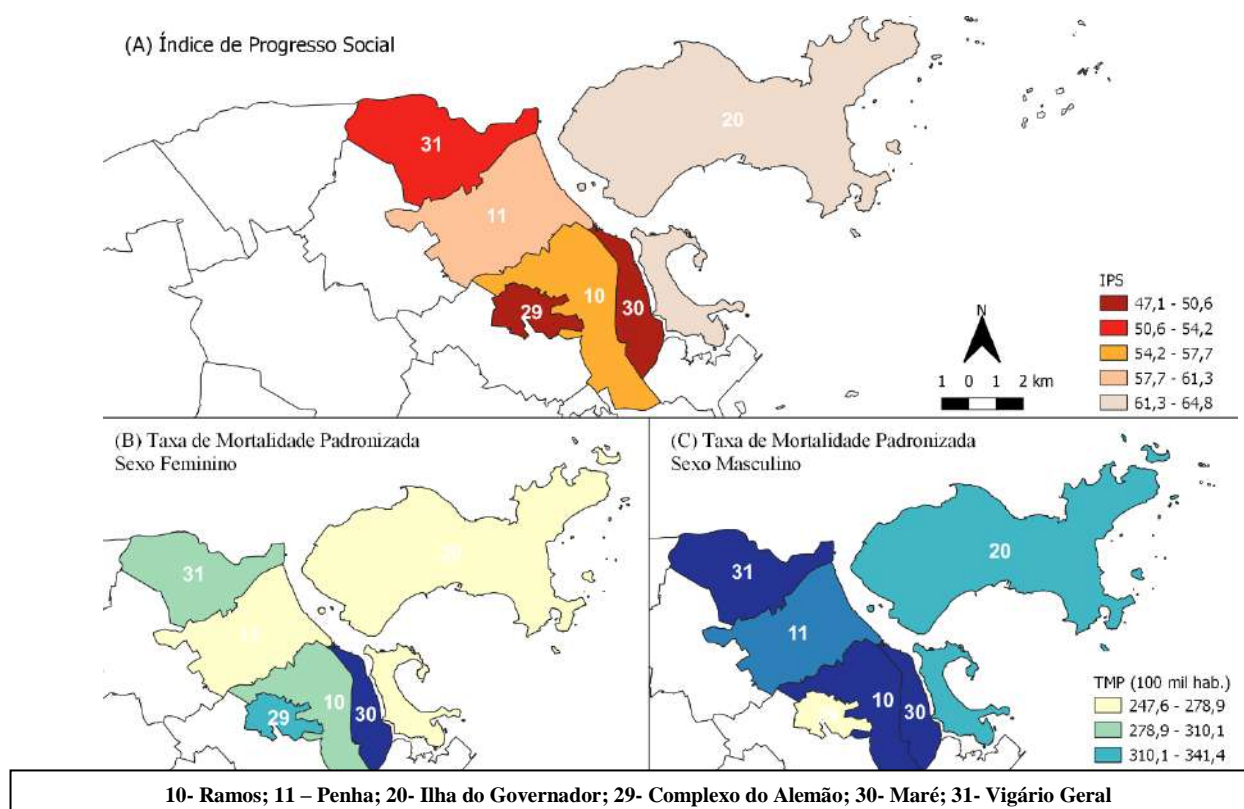 (A) Índice de Progresso Social
20
31
11
10
29
30
N
1 0 1 2 km
IPS
47,1 - 50,6
50,6 - 54,2
54,2 - 57,7
57,7 - 61,3
61,3 - 64,8
(B) Taxa de Mortalidade Padronizada
Sexo Feminino
31
20
11
10
29
30
(C) Taxa de Mortalidade Padronizada
Sexo Masculino
20
31
11
10
30
TMP (100 mil hab.)
247,6 - 278,9
278,9 - 310,1
310,1 - 341,4
10- Ramos; 11 – Penha; 20- Ilha do Governador; 29- Complexo do Alemão; 30- Maré; 31- Vigário Geral